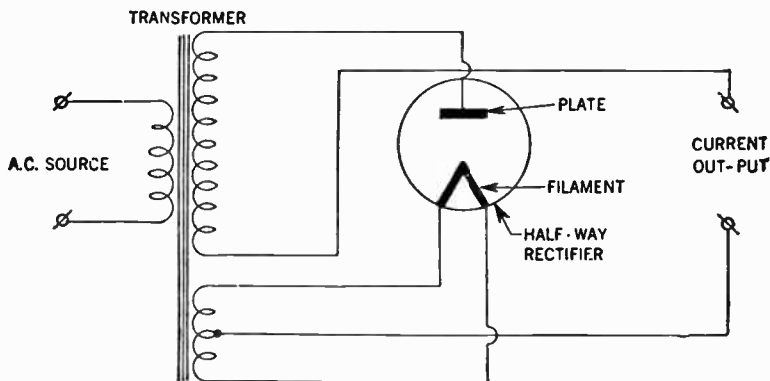 TRANSFORMER
PLATE
A.C. SOURCE
CURRENT
OUT-PUT
FILAMENT
HALF-WAY
RECTIFIER